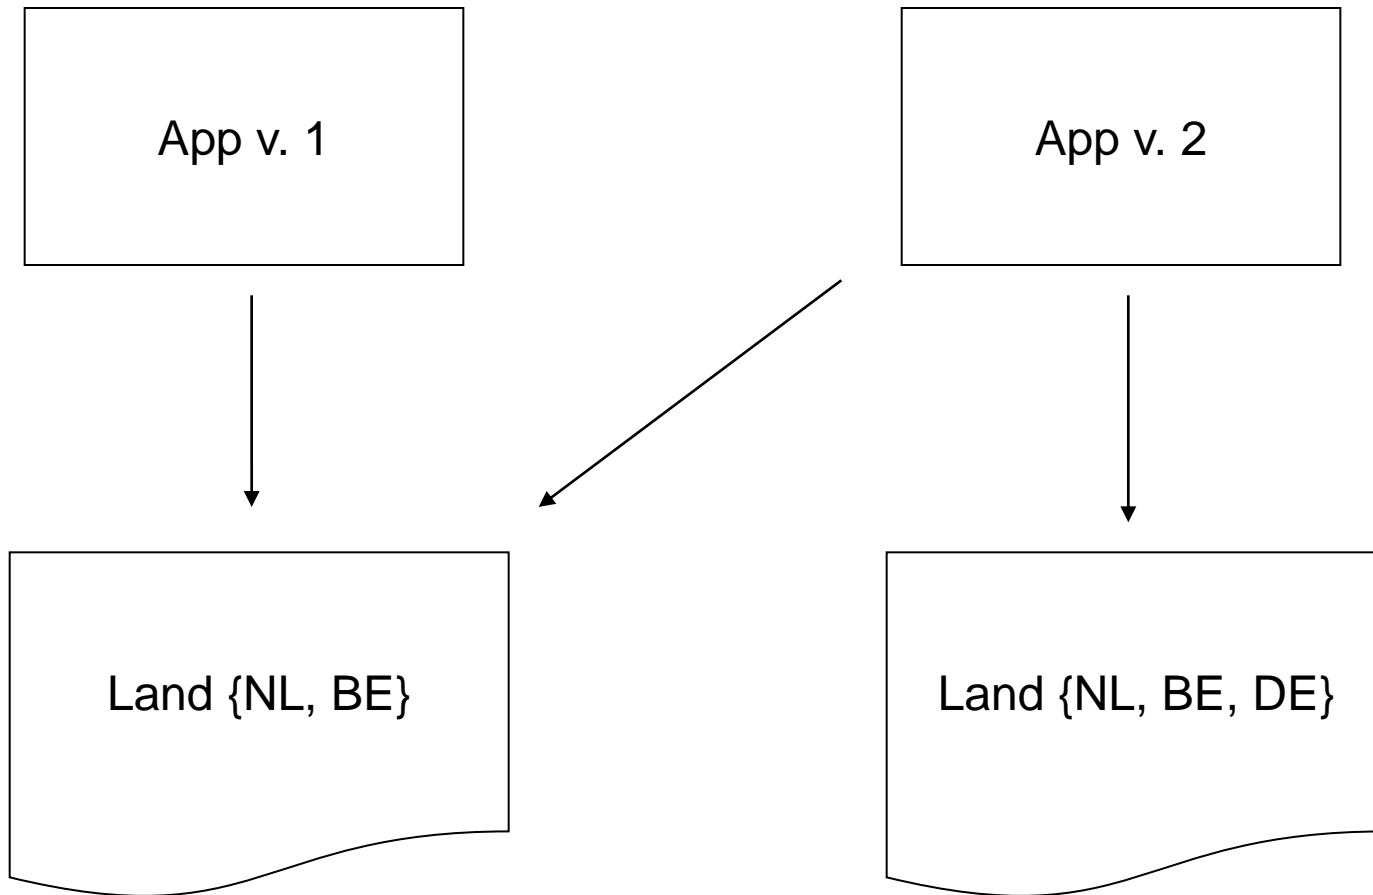 App v. 1
App v. 2
Land {NL, BE}
Land {NL, BE, DE}